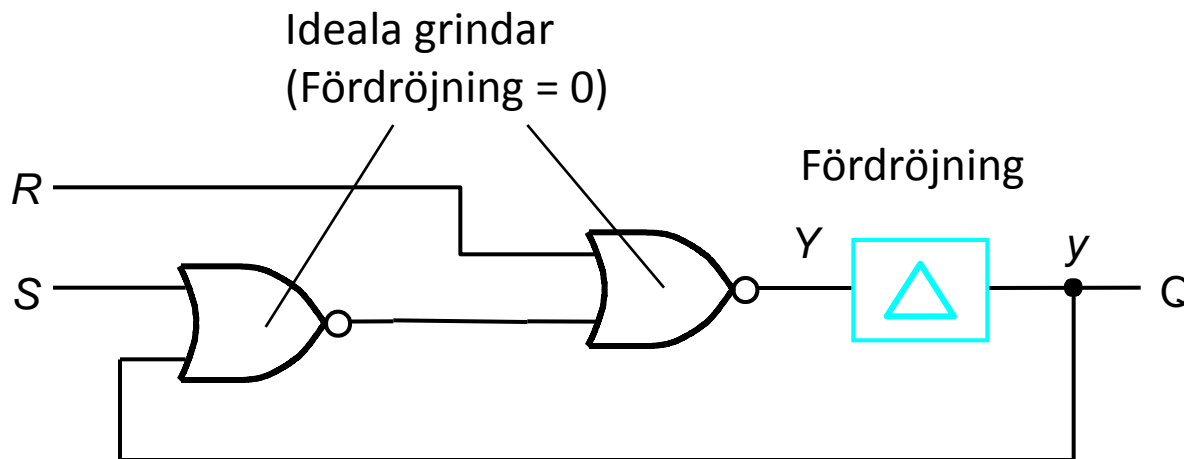 Ideala grindar
(Fördröjning = 0)
Fördröjning
R
Y
y
S
Q